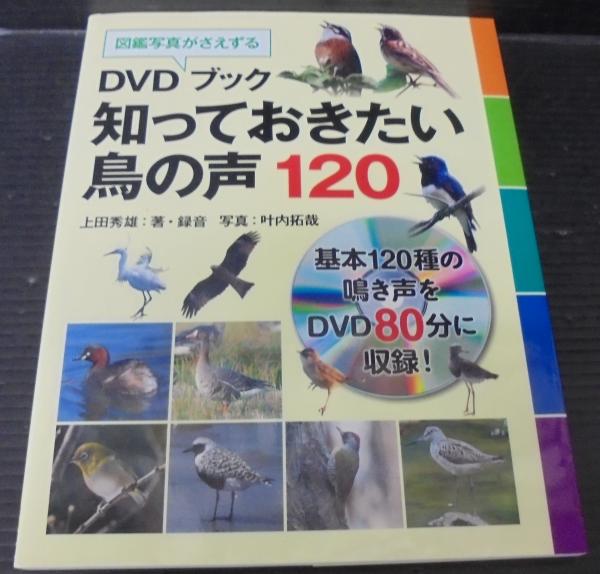 図鑑写真がさえずる
DVD ブック
知っておきたい
鳥の声 120
上田秀雄：著・録音 写真：叶内拓哉
基本120種の
鳴き声を
DVD80分に
収録！